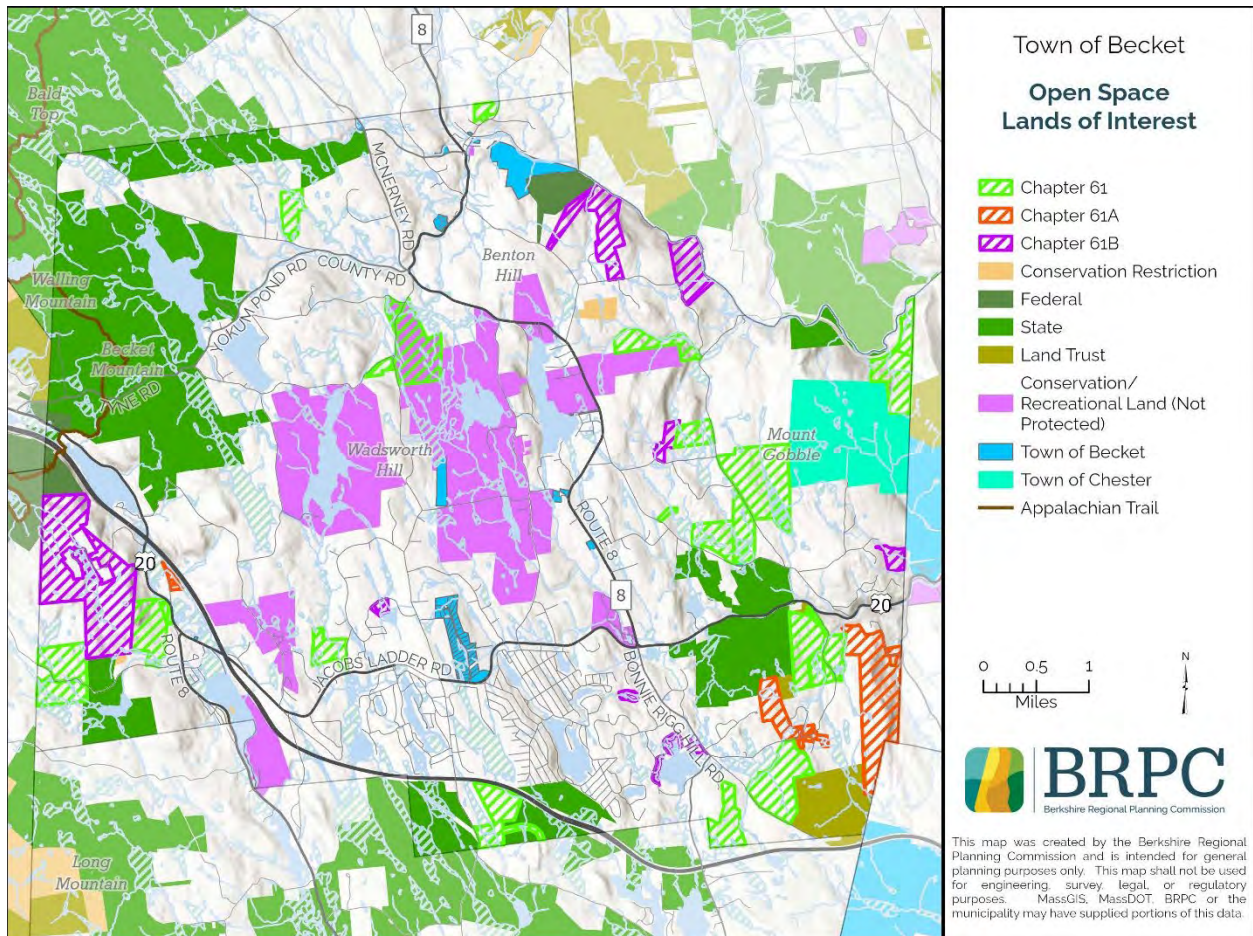 8
Bald
Top
MCNERNEY RD
Benton
Hill
YOKUM POND RD
COUNTY RD
Walling
Mountain
Becket
Mountain
YNE RD
Wadsworth
Hill
Mount
Gobble
ROUTE 8
20
8
20
ROUTE 8
JACOBS LADDER RD
BONNIE RIGG HILL RD
Long
Mountain
Town of Becket
Open Space
Lands of Interest
Chapter 61
Chapter 61A
Chapter 61B
Conservation Restriction
Federal
State
Land Trust
Conservation/
Recreational Land (Not
Protected)
Town of Becket
Town of Chester
Appalachian Trail
0 0.5 1
Miles
N
BRPC
Berkshire Regional Planning Commission
This map was created by the Berkshire Regional
Planning Commission and is intended for general
planning purposes only. This map shall not be used
for engineering, survey, legal, or regulatory
purposes. MassGIS, MassDOT, BRPC or the
municipality may have supplied portions of this data.